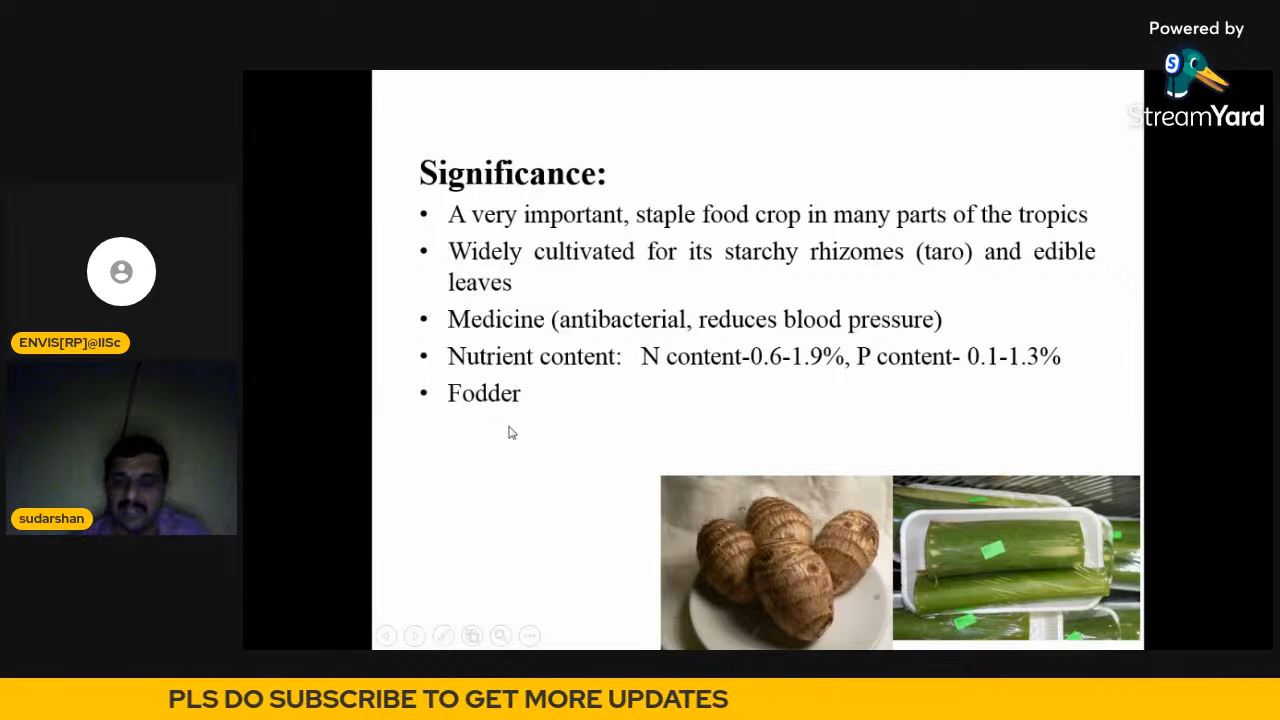 Powered by
StreamYard
Significance:
• A very important, staple food crop in many parts of the tropics
• Widely cultivated for its starchy rhizomes (taro) and edible
leaves
• Medicine (antibacterial, reduces blood pressure)
• Nutrient content: N content-0.6-1.9%, P content- 0.1-1.3%
• Fodder
ENVIS[RP]@IISc
sudarshan
PLS DO SUBSCRIBE TO GET MORE UPDATES